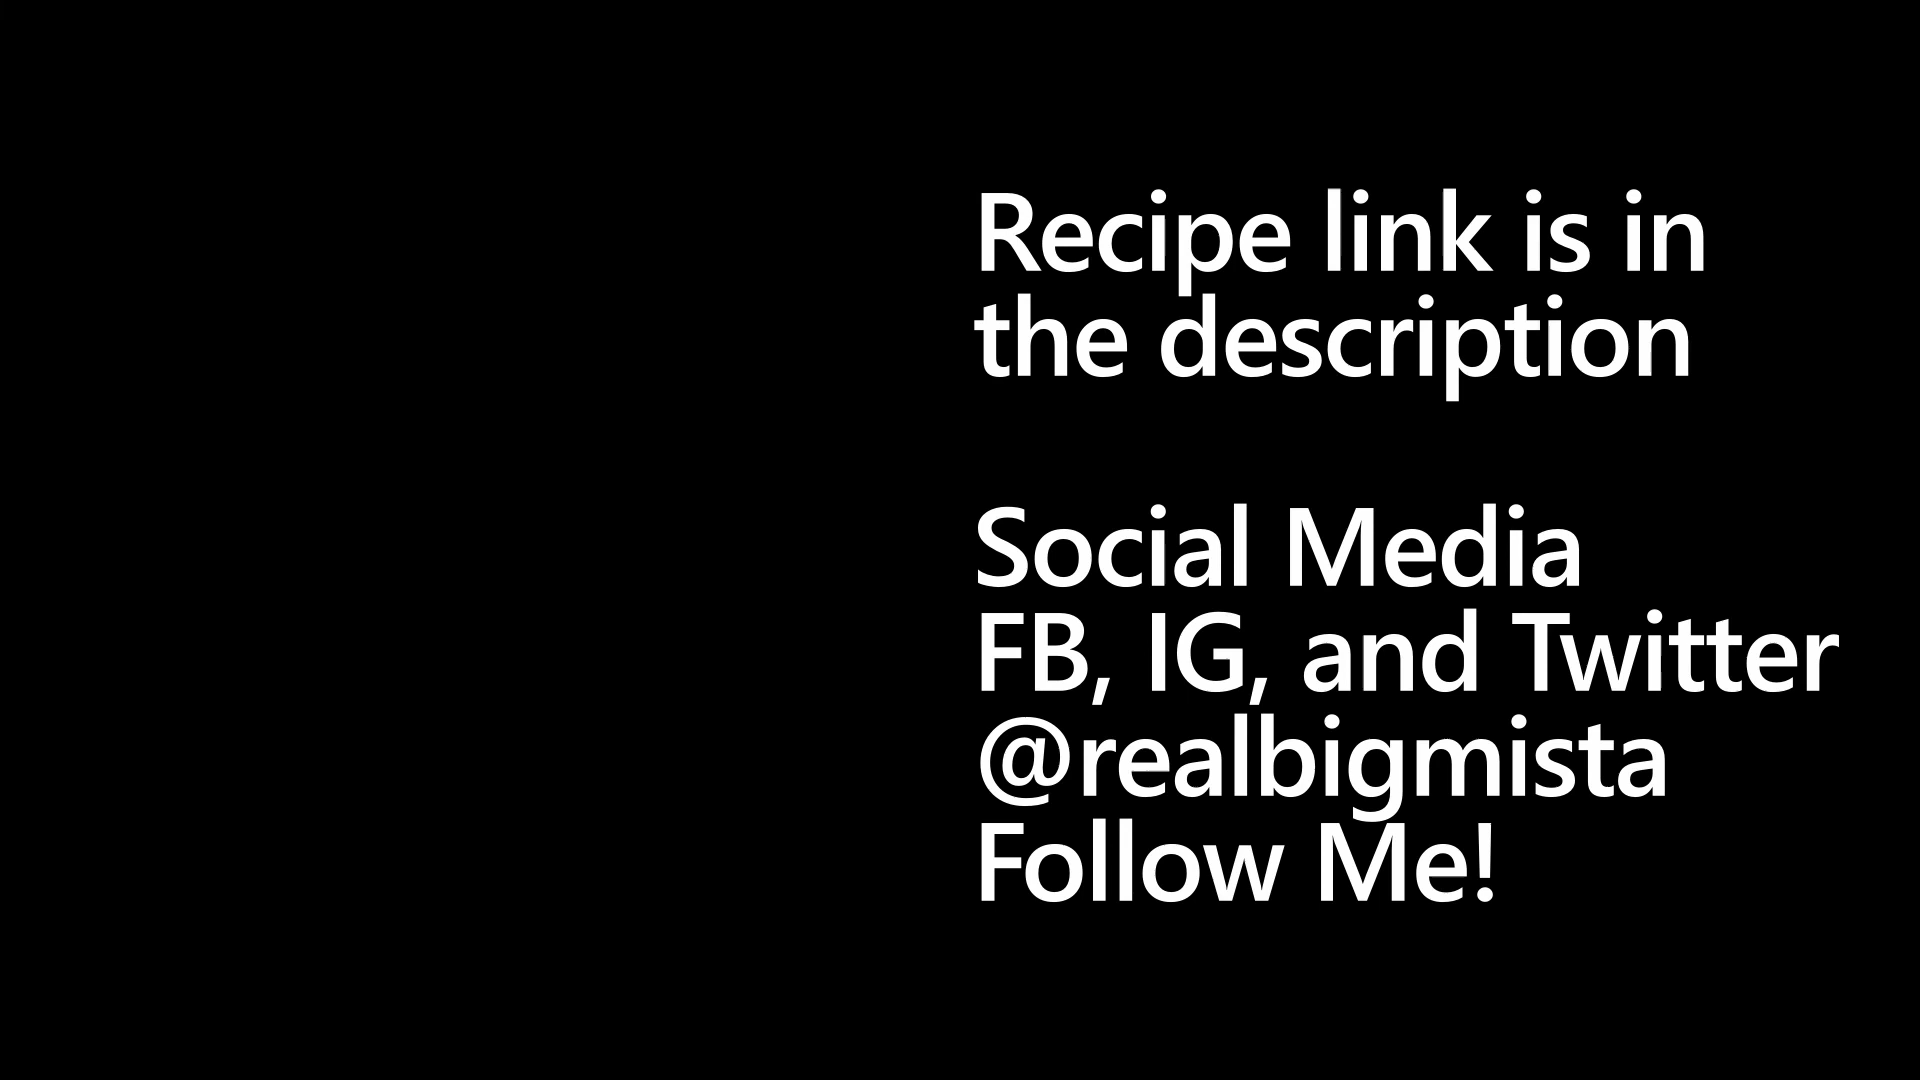 Recipe link is in
the description
Social Media
FB, IG, and Twitter
@realbigmista
Follow Me!